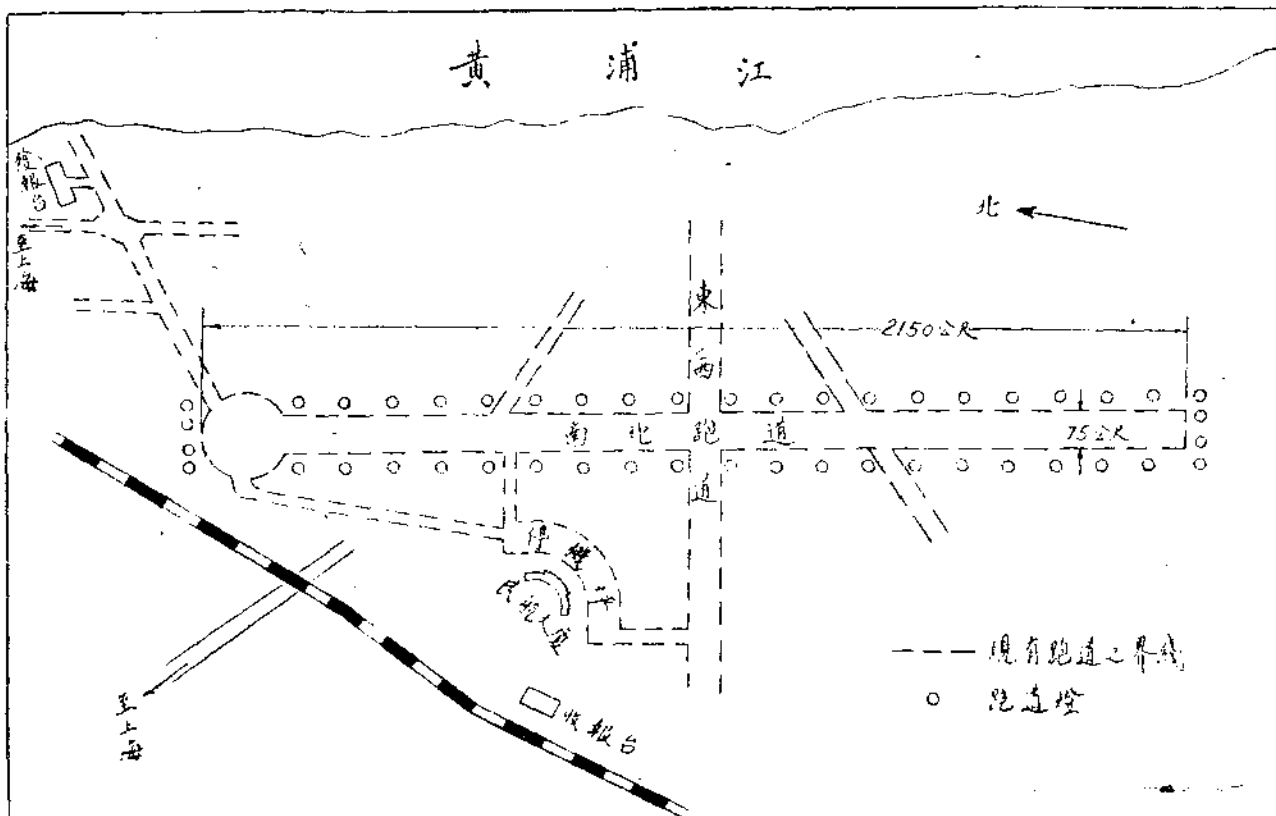 黄浦江
發報台
至上海
北
東西跑道
2150公尺
南北跑道
75公尺
停機坪
民航大廈
現有跑道之界綫
跑道燈
至上海
收報台